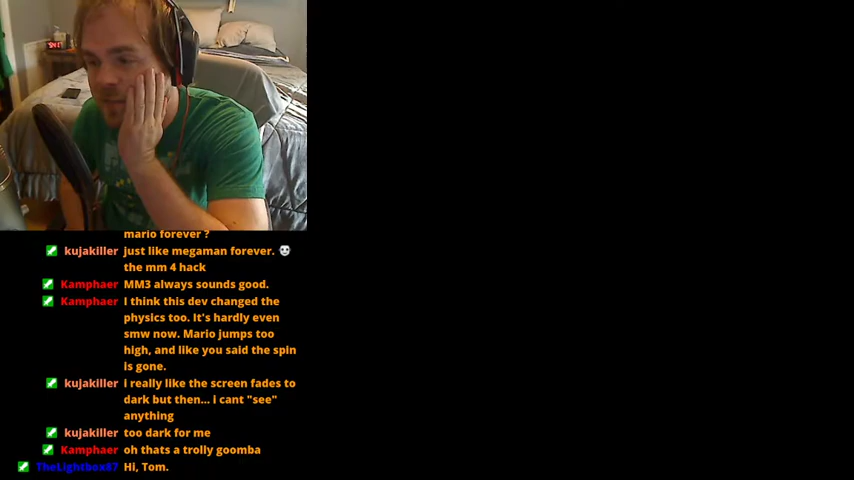 mario forever ?
kujakiller just like megaman forever.
the mm 4 hack
Kamphaer MM3 always sounds good.
Kamphaer I think this dev changed the
physics too. It's hardly even
smw now. Mario jumps too
high, and like you said the spin
is gone.
kujakiller i really like the screen fades to
dark but then... i cant "see"
anything
kujakiller too dark for me
Kamphaer oh thats a trolly goomba
TheLightbox87 Hi, Tom.